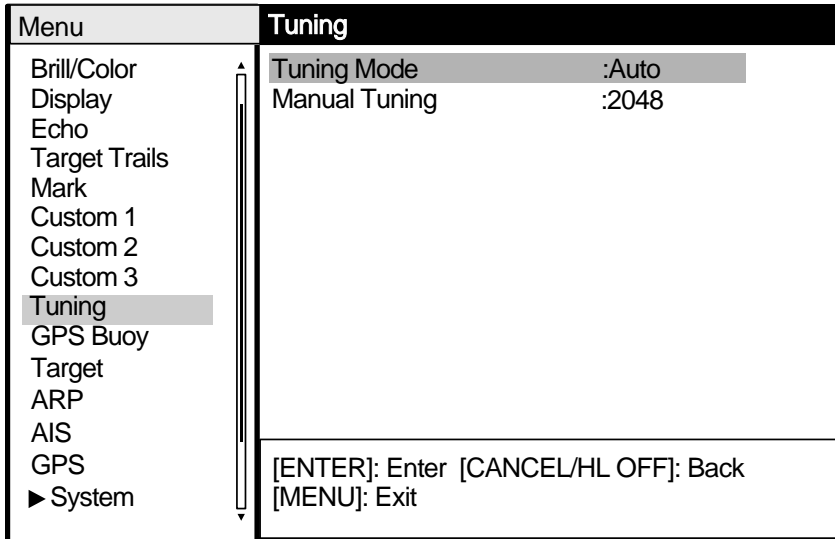 Menu
Brill/Color
Display
Echo
Target Trails
Mark
Custom 1
Custom 2
Custom 3
Tuning
GPS Buoy
Target
ARP
AIS
GPS
►System
Tuning
Tuning Mode :Auto
Manual Tuning :2048
[ENTER]: Enter [CANCEL/HL OFF]: Back
[MENU]: Exit